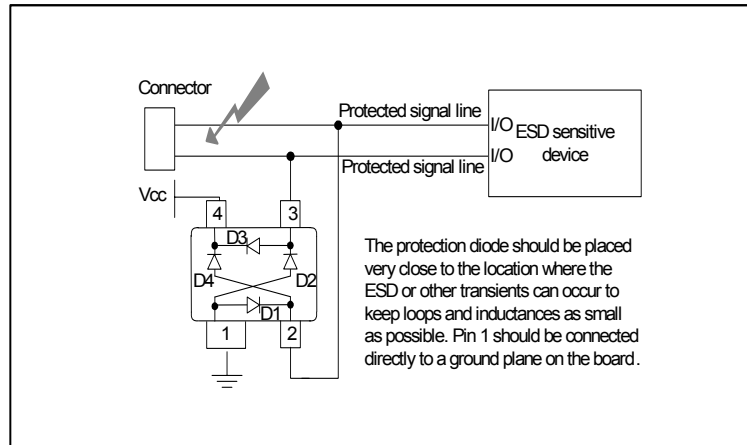 Connector
Protected signal line
I/O
ESD sensitive
device
I/O
Protected signal line
Vcc
4
3
D3
D4
D2
D1
1
2
The protection diode should be placed
very close to the location where the
ESD or other transients can occur to
keep loops and inductances as small
as possible. Pin 1 should be connected
directly to a ground plane on the board.